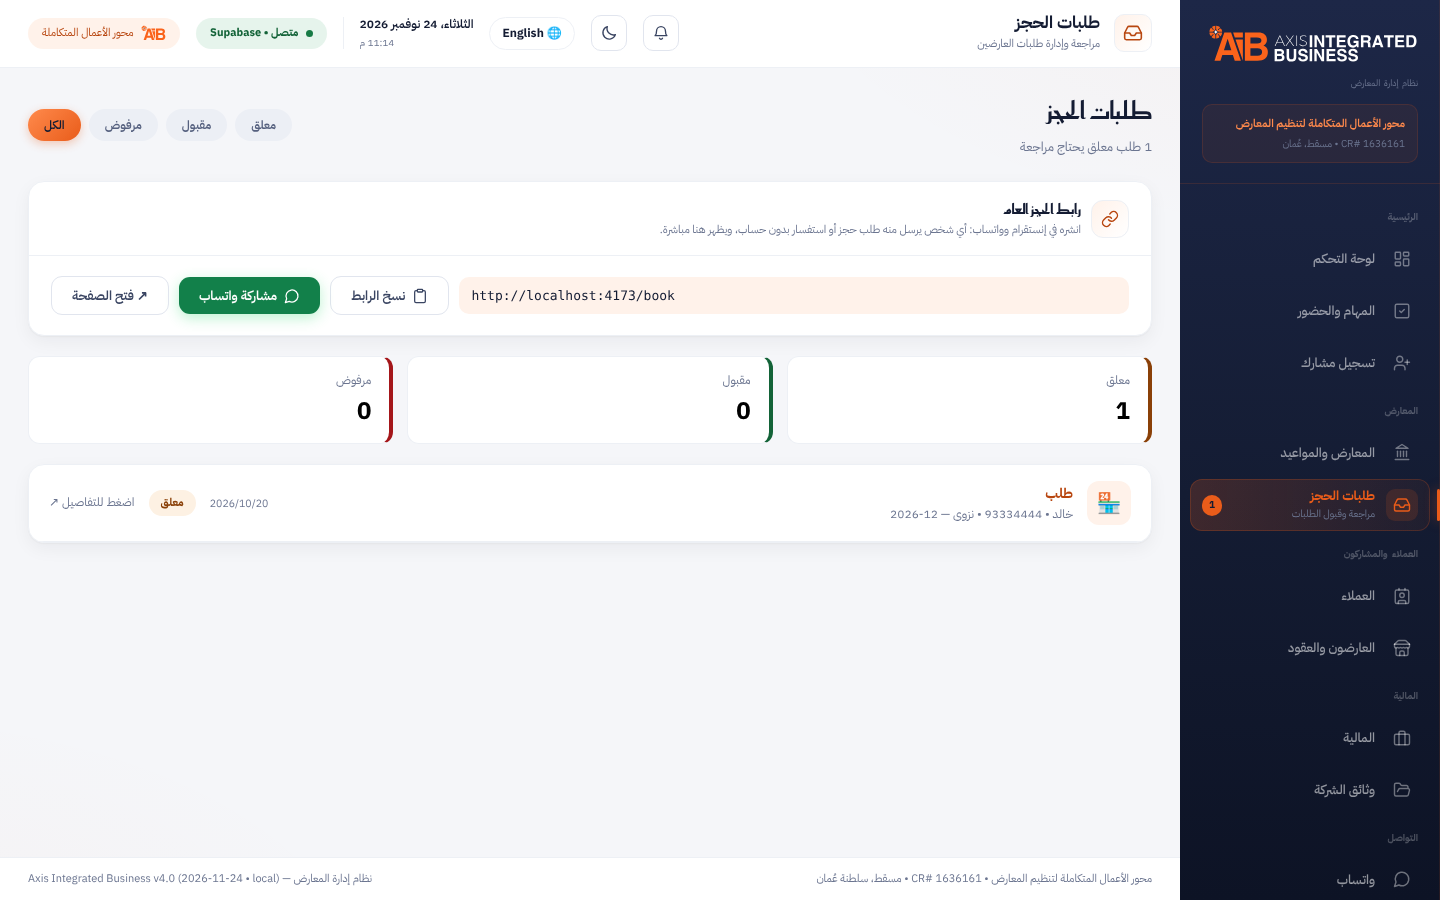 AiB AXIS INTEGRATED BUSINESS
نظام إدارة المعارض
محور الأعمال المتكاملة لتنظيم المعارض
CR# 1636161 • مسقط، عُمان
الرئيسية
لوحة التحكم
المهام والحضور
تسجيل مشارك
المعارض
المعارض والمواعيد
طلبات الحجز
مراجعة وقبول الطلبات
1
العملاء والمشاركون
العملاء
العارضون والعقود
المالية
المالية
وثائق الشركة
التواصل
واتساب
طلبات الحجز
مراجعة وإدارة طلبات العارضين
English
الثلاثاء، 24 نوفمبر 2026
11:14 م
متصل • Supabase
AiB محور الأعمال المتكاملة
طلبات الحجز
1 طلب معلق يحتاج مراجعة
معلق
مقبول
مرفوض
الكل
رابط الحجز العام
انشره في إنستقرام وواتساب: أي شخص يرسل منه طلب حجز أو استفسار بدون حساب، ويظهر هنا مباشرة.
http://localhost:4173/book
نسخ الرابط
مشاركة واتساب
فتح الصفحة ↗
معلق
1
مقبول
0
مرفوض
0
طلب
خالد • 93334444 • نزوى — 12-2026
2026/10/20
معلق
اضغط للتفاصيل ↗
محور الأعمال المتكاملة لتنظيم المعارض • CR# 1636161 • مسقط، سلطنة عُمان
نظام إدارة المعارض — Axis Integrated Business v4.0 (2026-11-24 • local)